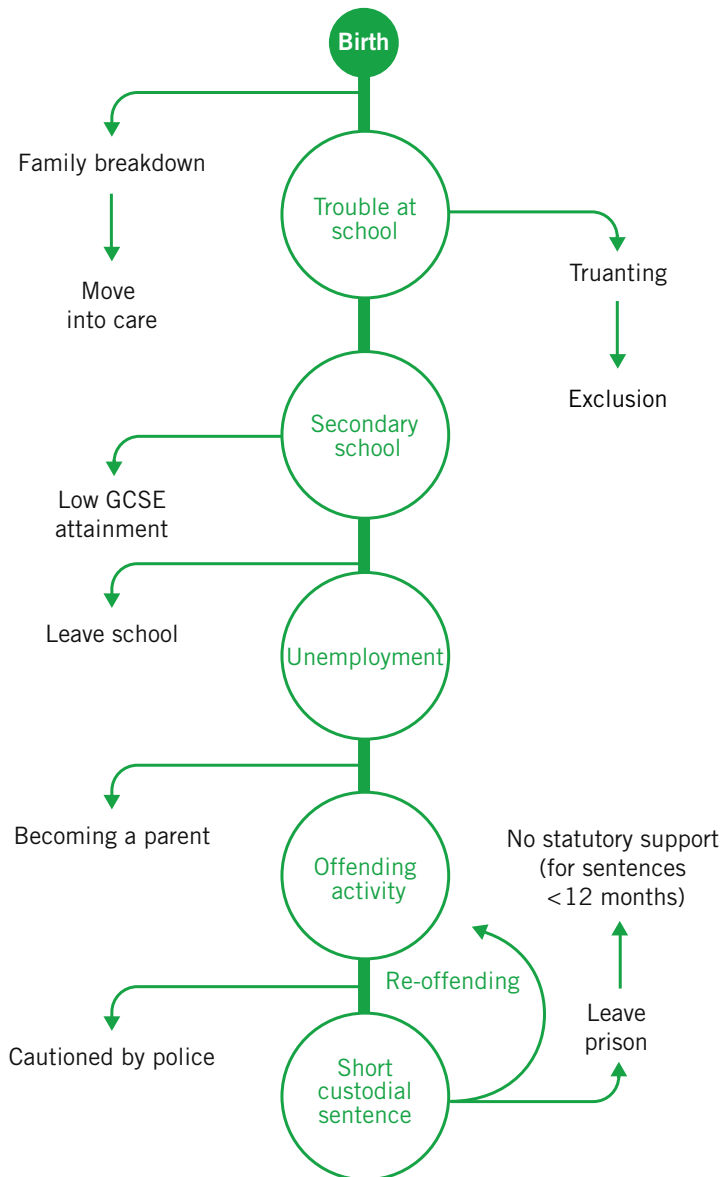 Birth
Family breakdown
Trouble at
school
Truanting
Move
into care
Exclusion
Secondary
school
Low GCSE
attainment
Leave school
Unemployment
Becoming a parent
No statutory support
(for sentences
<12 months)
Offending
activity
Re-offending
Leave
prison
Cautioned by police
Short
custodial
sentence